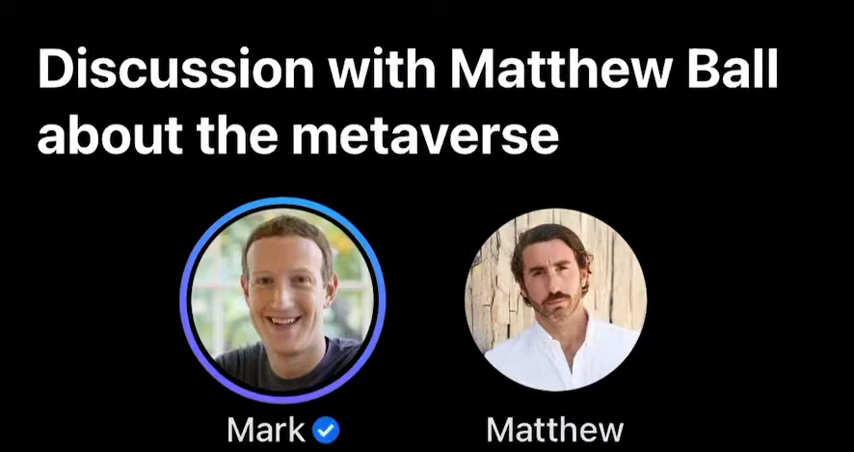 Discussion with Matthew Ball
about the metaverse
Mark
Matthew